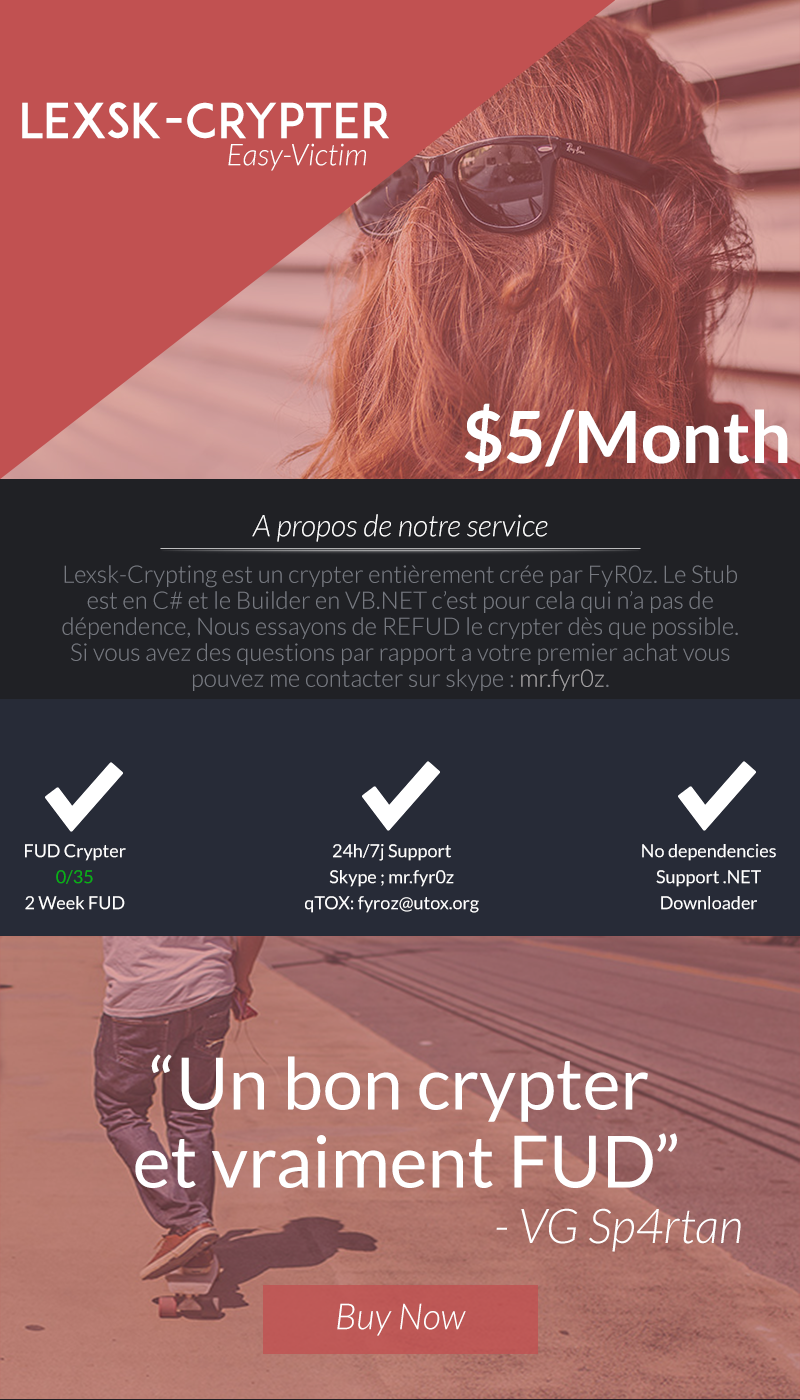 LEXSK-CRYPTER
Easy-Victim
Ray-Ban
$5/Month
A propos de notre service
Lexsk-Crypting est un crypter entièrement crée par FyR0z. Le Stub
est en C# et le Builder en VB.NET c’est pour cela qui n’a pas de
dépendence, Nous essayons de REFUD le crypter dès que possible.
Si vous avez des questions par rapport a votre premier achat vous
pouvez me contacter sur skype : mr.fyr0z.
FUD Crypter
0/35
2 Week FUD
24h/7j Support
Skype ; mr.fyr0z
qTOX: fyroz@utox.org
No dependencies
Support .NET
Downloader
“Un bon crypter
et vraiment FUD”
- VG Sp4rtan
Buy Now